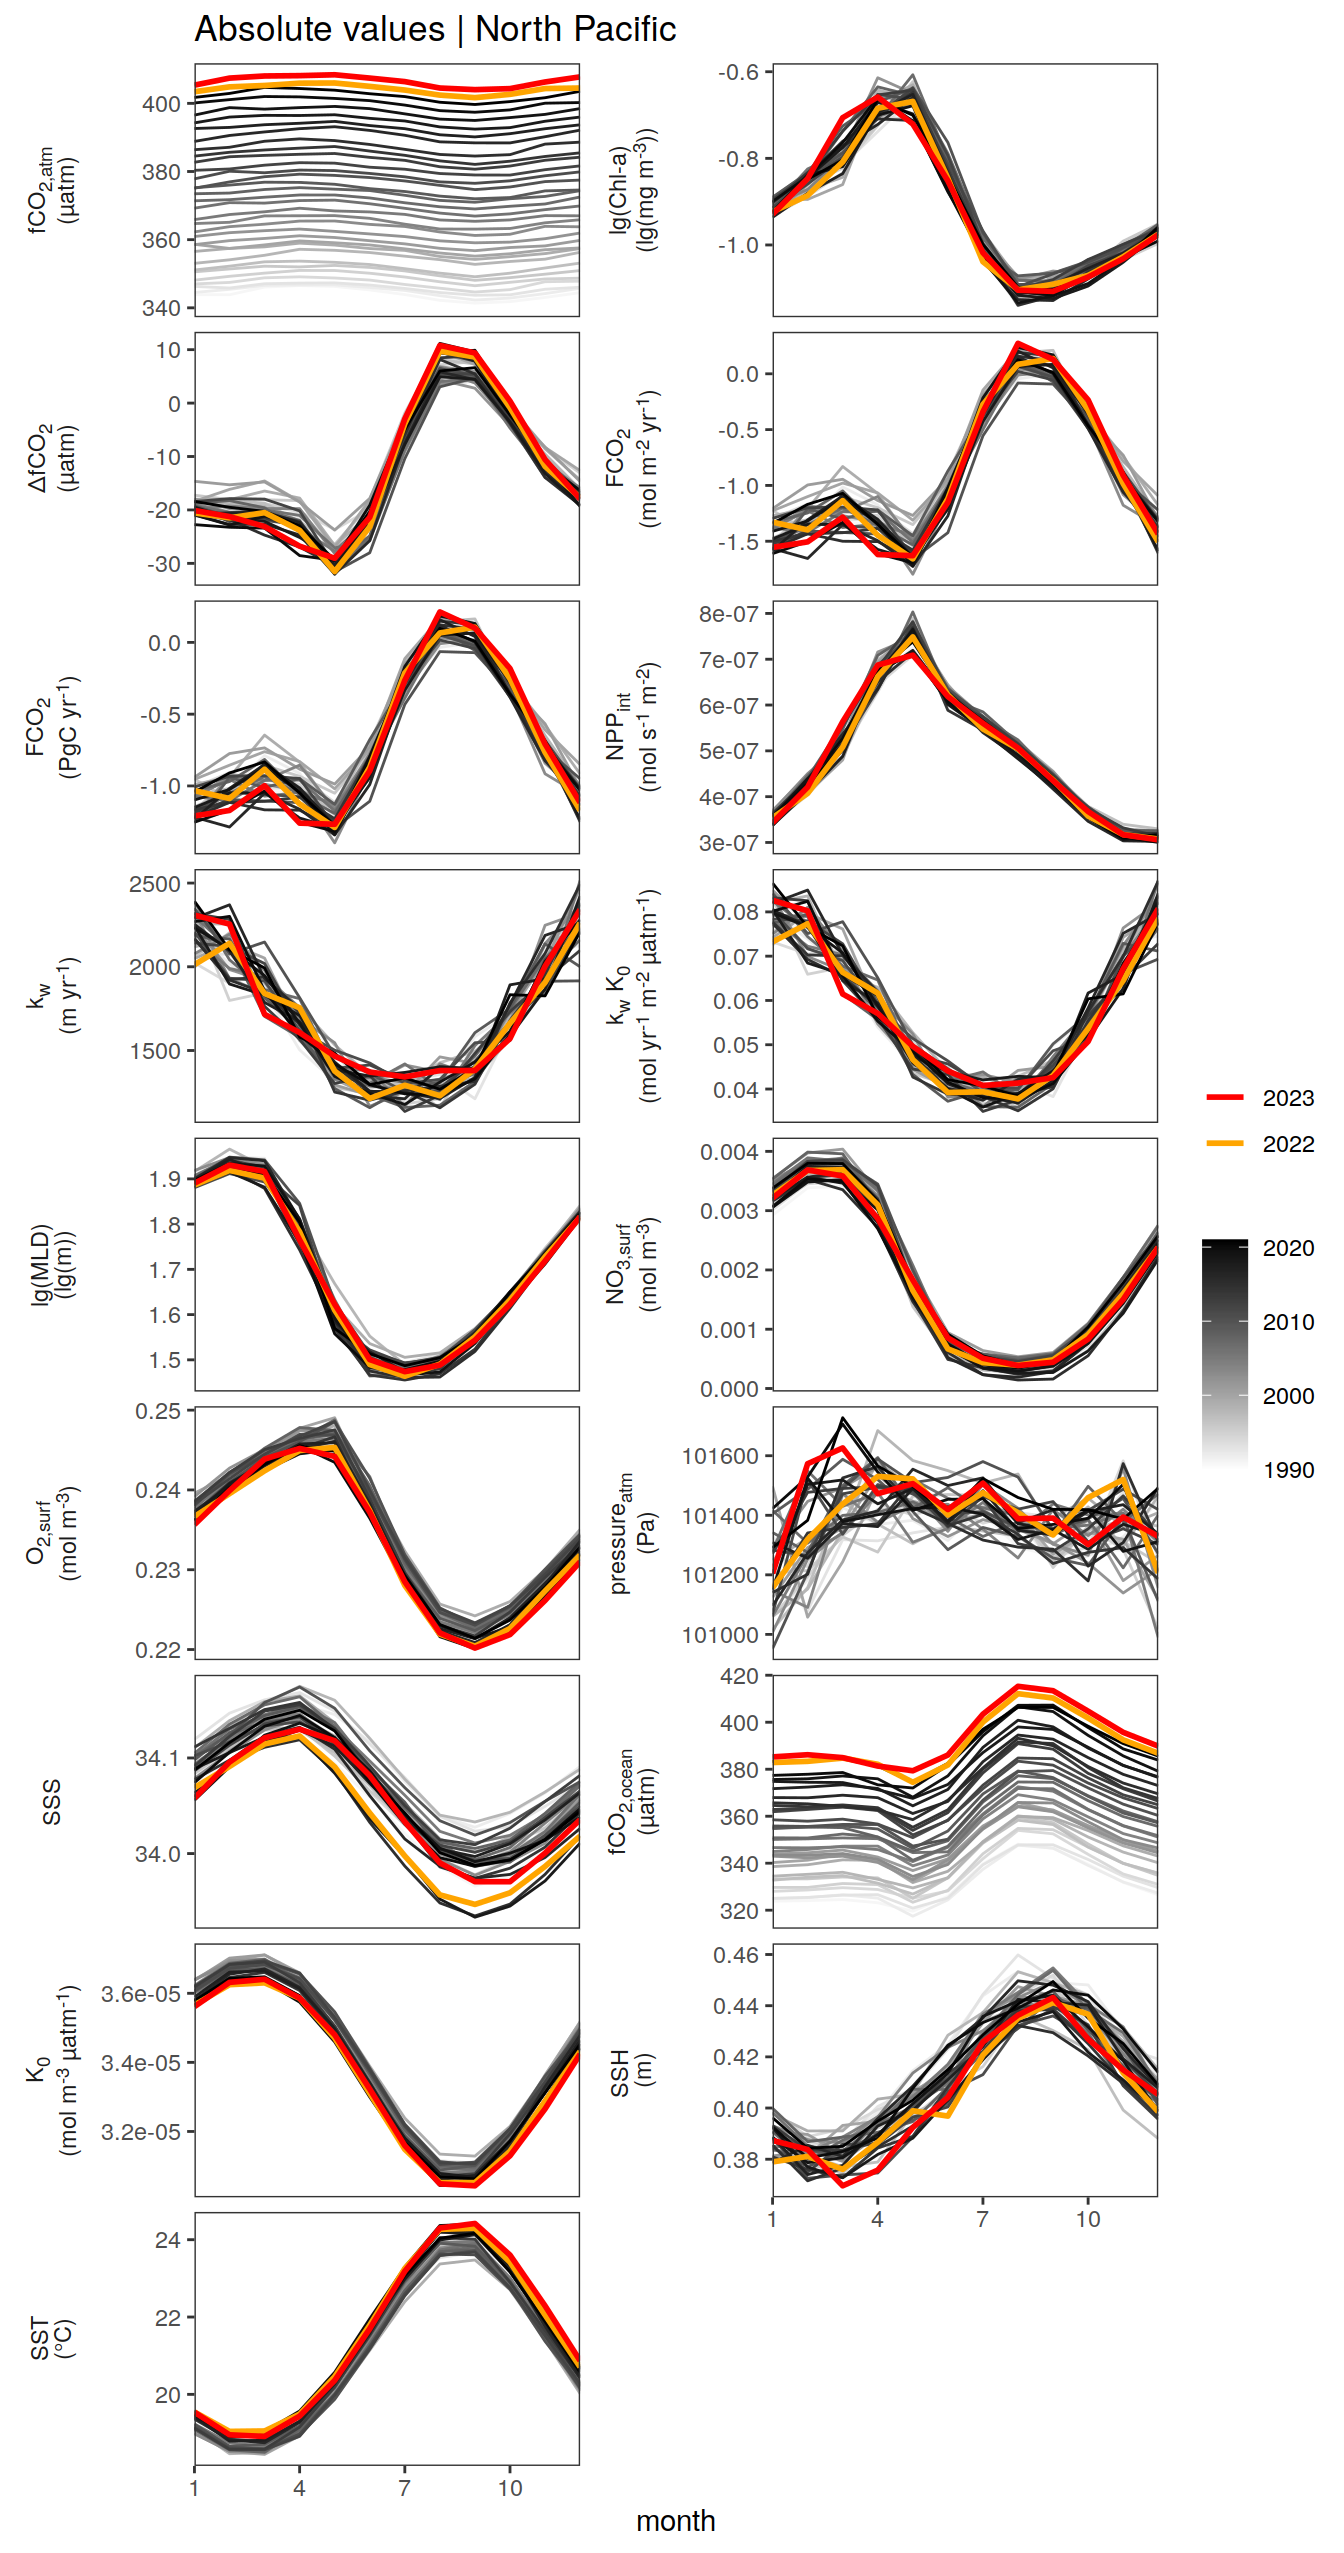 Absolute values | North Pacific
fCO2,atm
(µatm)
400
380
360
340
lg(Chl-a)
(lg(mg m-3))
-0.6
-0.8
-1.0
ΔfCO2
(µatm)
10
0
-10
-20
-30
FCO2
(mol m-2 yr-1)
0.0
-0.5
-1.0
-1.5
FCO2
(PgC yr-1)
0.0
-0.5
-1.0
NPPint
(mol s-1 m-2)
8e-07
7e-07
6e-07
5e-07
4e-07
3e-07
kw
(m yr-1)
2500
2000
1500
kw K0
(mol yr-1 m-2 µatm-1)
0.08
0.07
0.06
0.05
0.04
lg(MLD)
(lg(m))
1.9
1.8
1.7
1.6
1.5
NO3,surf
(mol m-3)
0.004
0.003
0.002
0.001
0.000
O2,surf
(mol m-3)
0.25
0.24
0.23
0.22
pressureatm
(Pa)
101600
101400
101200
101000
SSS
34.1
34.0
fCO2,ocean
(µatm)
420
400
380
360
340
320
K0
(mol m-3 µatm-1)
3.6e-05
3.4e-05
3.2e-05
SSH
(m)
0.46
0.44
0.42
0.40
0.38
1 4 7 10
SST
(°C)
24
22
20
1 4 7 10
month
2023
2022
2020
2010
2000
1990